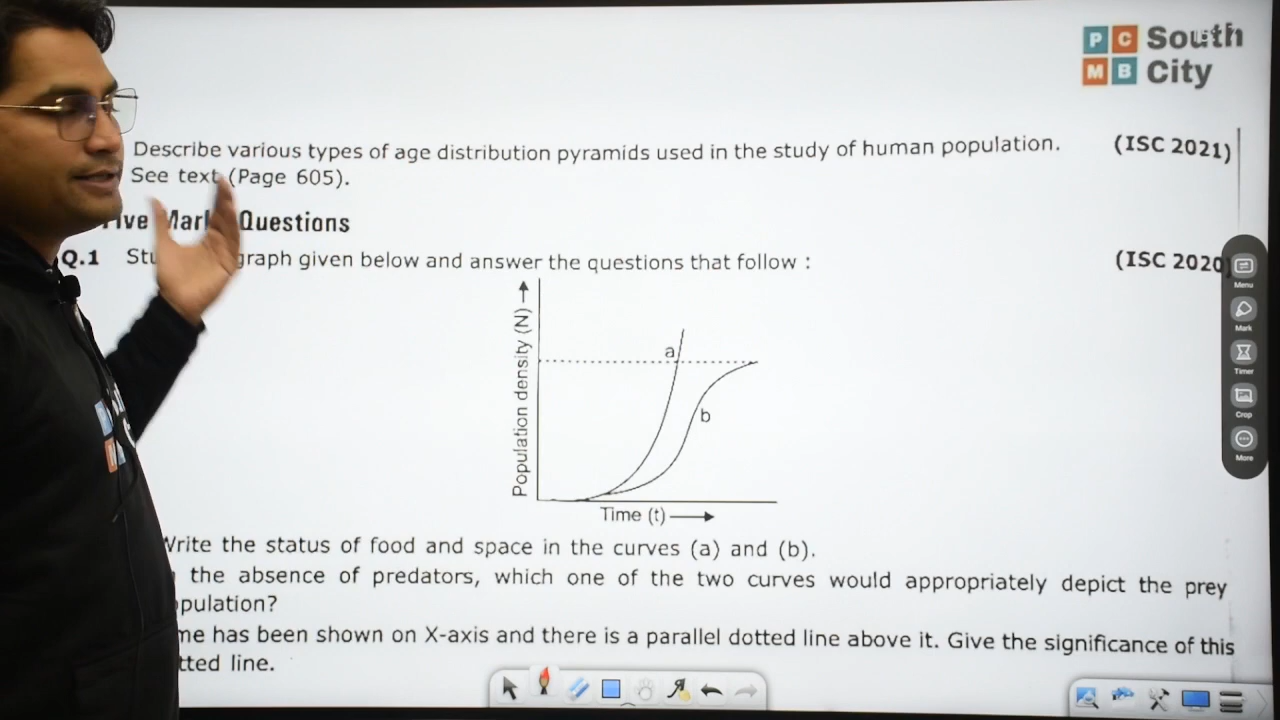 P C South
M B City
Describe various types of age distribution pyramids used in the study of human population. (ISC 2021)
See text (Page 605).
Questions
Q.1 graph given below and answer the questions that follow : (ISC 2020)
Population density (N)
a
b
Time (t)
Write the status of food and space in the curves (a) and (b).
the absence of predators, which one of the two curves would appropriately depict the prey
population?
has been shown on X-axis and there is a parallel dotted line above it. Give the significance of this
line.
Menu
Mark
Timer
Crop
More